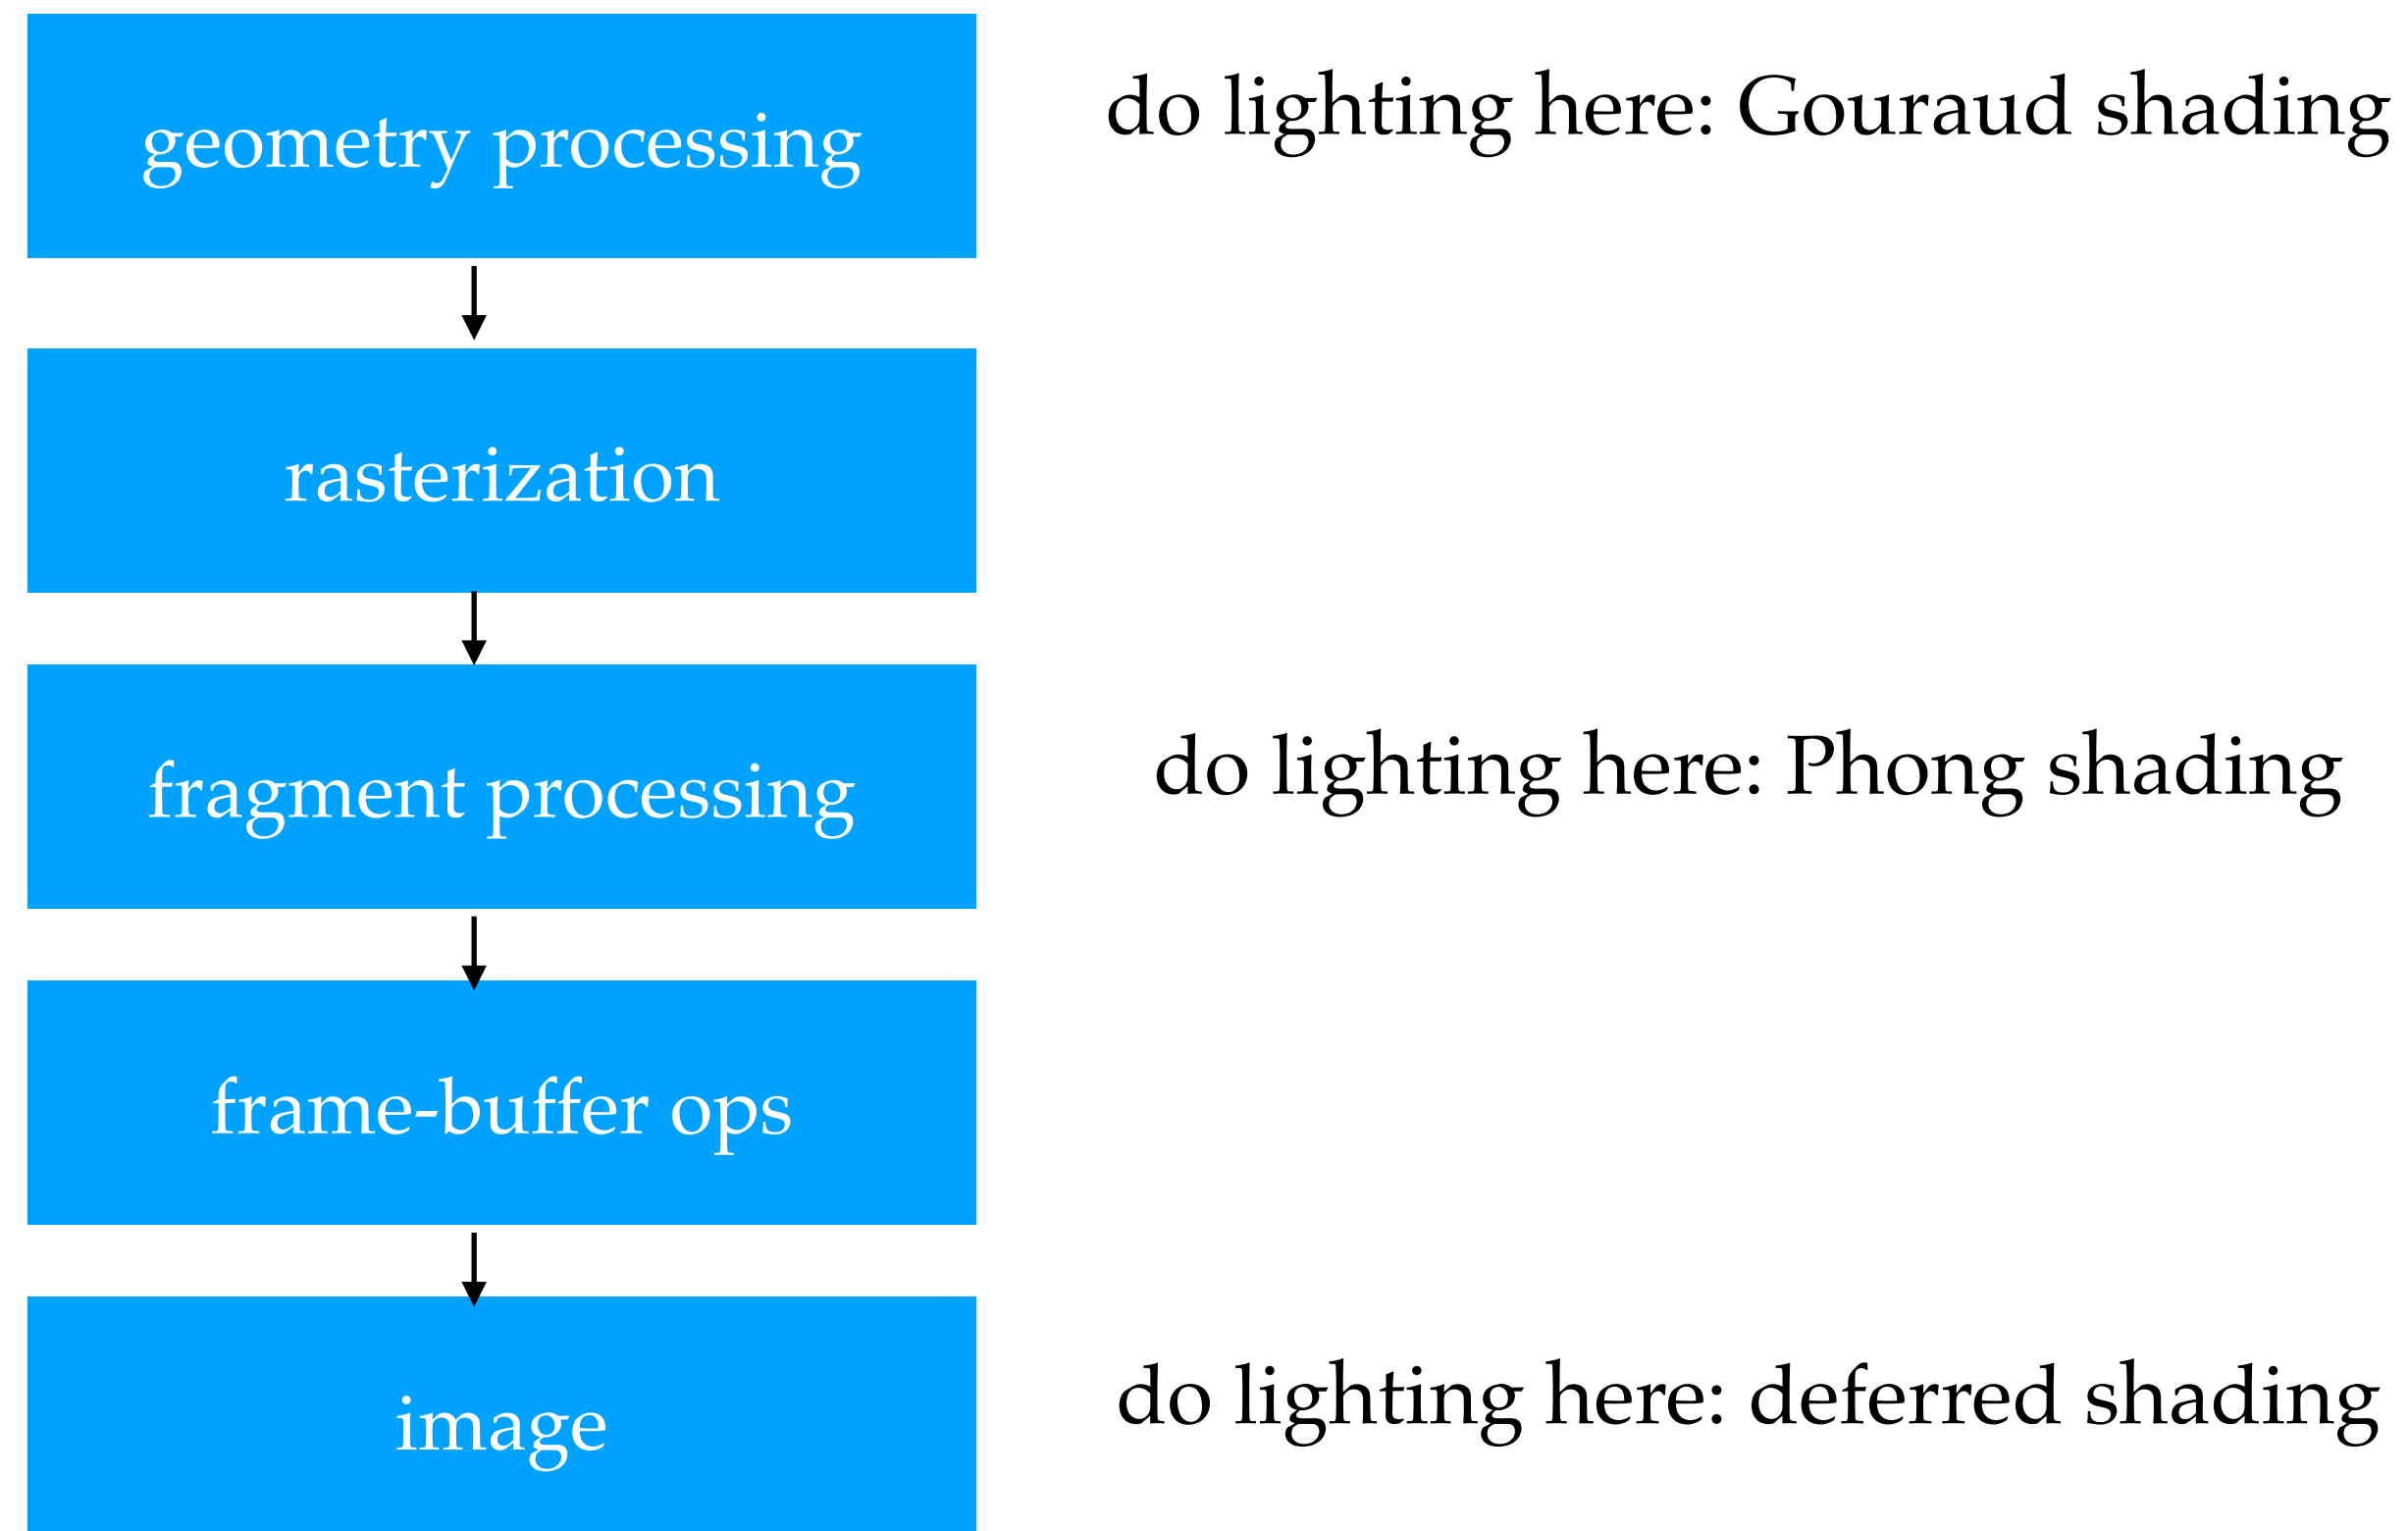 geometry processing
do lighting here: Gouraud shading
rasterization
fragment processing
do lighting here: Phong shading
frame-buffer ops
image
do lighting here: deferred shading